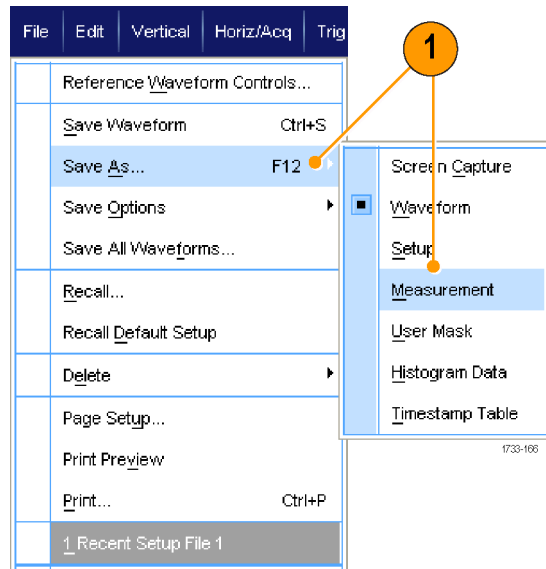 File Edit Vertical Horiz/Acq Trig
1
Reference Waveform Controls...
Save Waveform Ctrl+S
Save As... F12
Save Options
Save All Waveforms...
Recall...
Recall Default Setup
Delete
Page Setup...
Print Preview
Print... Ctrl+P
1 Recent Setup File 1
Screen Capture
Waveform
Setup
Measurement
User Mask
Histogram Data
Timestamp Table
1733-166